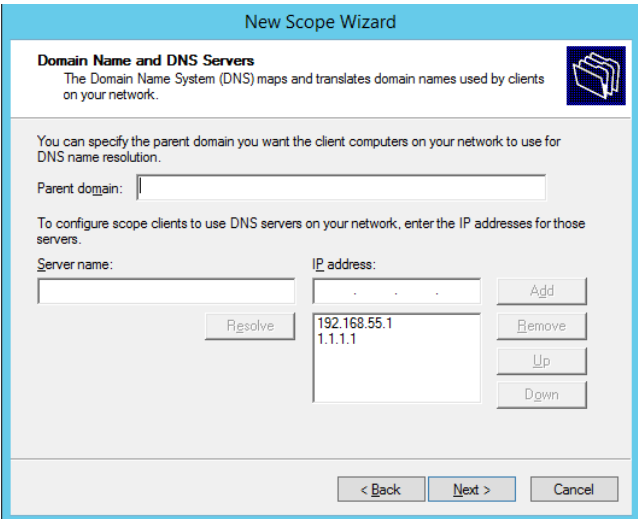 New Scope Wizard
Domain Name and DNS Servers
The Domain Name System (DNS) maps and translates domain names used by clients
on your network.
You can specify the parent domain you want the client computers on your network to use for
DNS name resolution.
Parent domain:
To configure scope clients to use DNS servers on your network, enter the IP addresses for those
servers.
Server name:
IP address:
. . .
Add
Resolve
192.168.55.1
1.1.1.1
Remove
Up
Down
< Back
Next >
Cancel